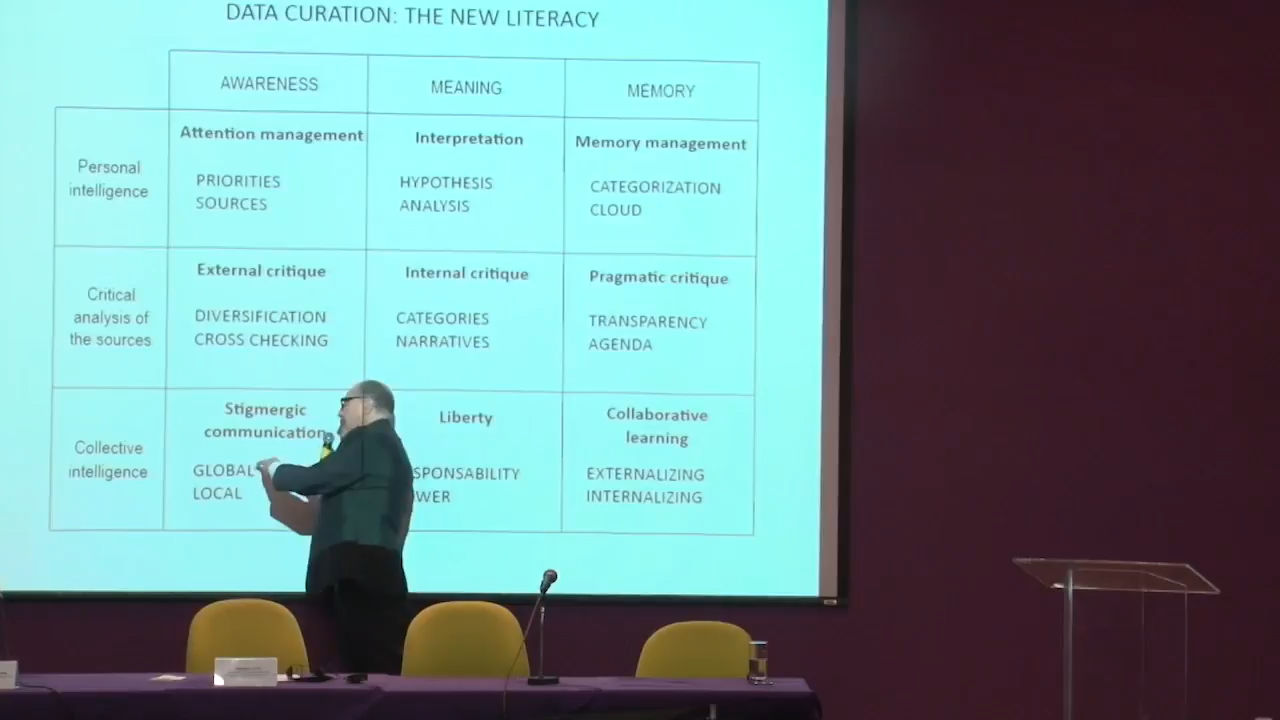 DATA CURATION: THE NEW LITERACY
AWARENESS
MEANING
MEMORY
Personal
intelligence
Attention management
PRIORITIES
SOURCES
Interpretation
HYPOTHESIS
ANALYSIS
Memory management
CATEGORIZATION
CLOUD
Critical
analysis of
the sources
External critique
DIVERSIFICATION
CROSS CHECKING
Internal critique
CATEGORIES
NARRATIVES
Pragmatic critique
TRANSPARENCY
AGENDA
Collective
intelligence
Stigmergic
communication
GLOBAL
LOCAL
Liberty
SPONSABILITY
WER
Collaborative
learning
EXTERNALIZING
INTERNALIZING